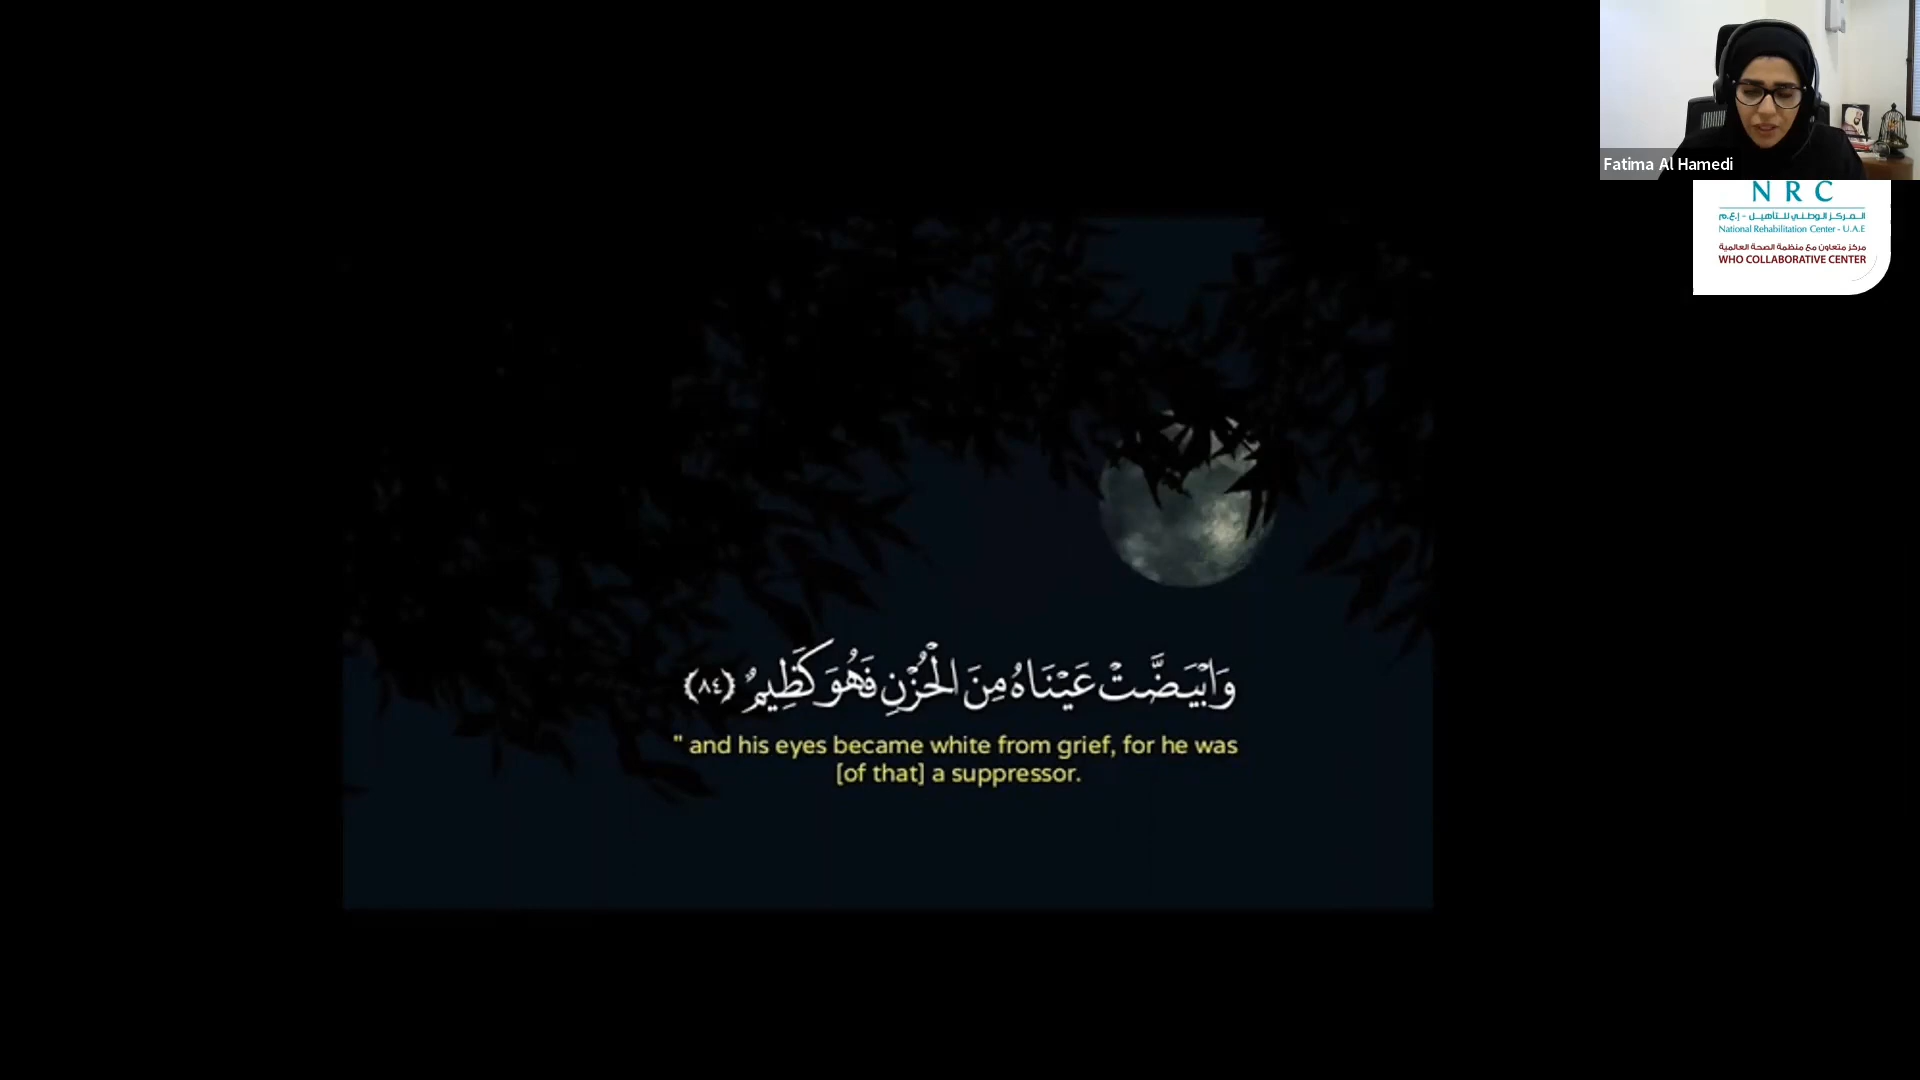 Fatima Al Hamedi
N R C
المركز الوطني للتأهيل - إ.ع.م
National Rehabilitation Center - U.A.E
مركز متعاون مع منظمة الصحة العالمية
WHO COLLABORATIVE CENTER
وَابْيَضَّتْ عَيْنَاهُ مِنَ الْحُزْنِ فَهُوَ كَظِيمٌ (٨٤)
" and his eyes became white from grief, for he was
[of that] a suppressor.